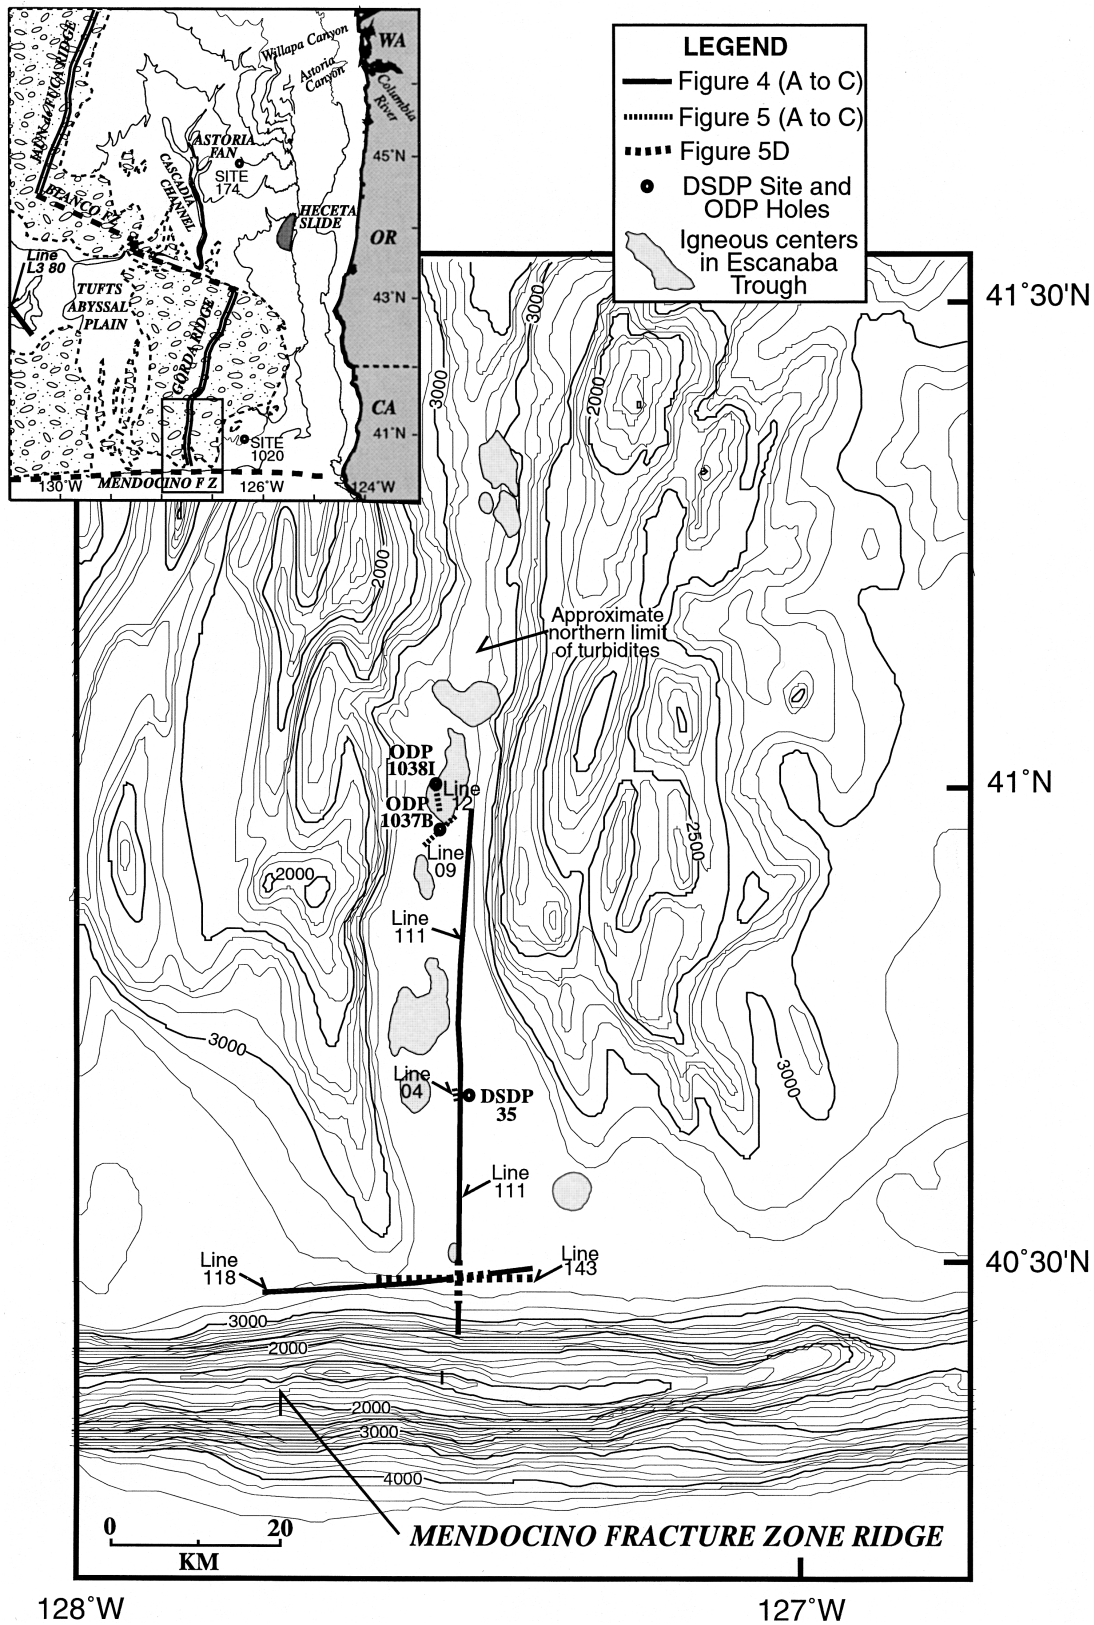 JAUN de FUGA RIDGE
Willapa Canyon
Astoria
Canyon
WA
Columbia
River
45˚N
ASTORIA
FAN
SITE
174
CASCADIA
CHANNEL
BLANCO FZ
HECETA
SLIDE
OR
Line
L3 80
TUFTS
ABYSSAL
PLAIN
43˚N
GORDA RIDGE
CA
41˚N
SITE
1020
MENDOCINO F Z
130˚W
126˚W
124˚W
LEGEND
Figure 4 (A to C)
Figure 5 (A to C)
Figure 5D
DSDP Site and
ODP Holes
Igneous centers
in Escanaba
Trough
41˚30'N
3000
3000
2000
2000
Approximate
northern limit
of turbidites
ODP
1038I
Line
12
ODP
1037B
Line
09
41˚N
2500
2000
Line
111
3000
3000
Line
04
DSDP
35
Line
111
Line
118
Line
143
40˚30'N
3000
2000
2000
3000
4000
0 20
KM
MENDOCINO FRACTURE ZONE RIDGE
128˚W
127˚W